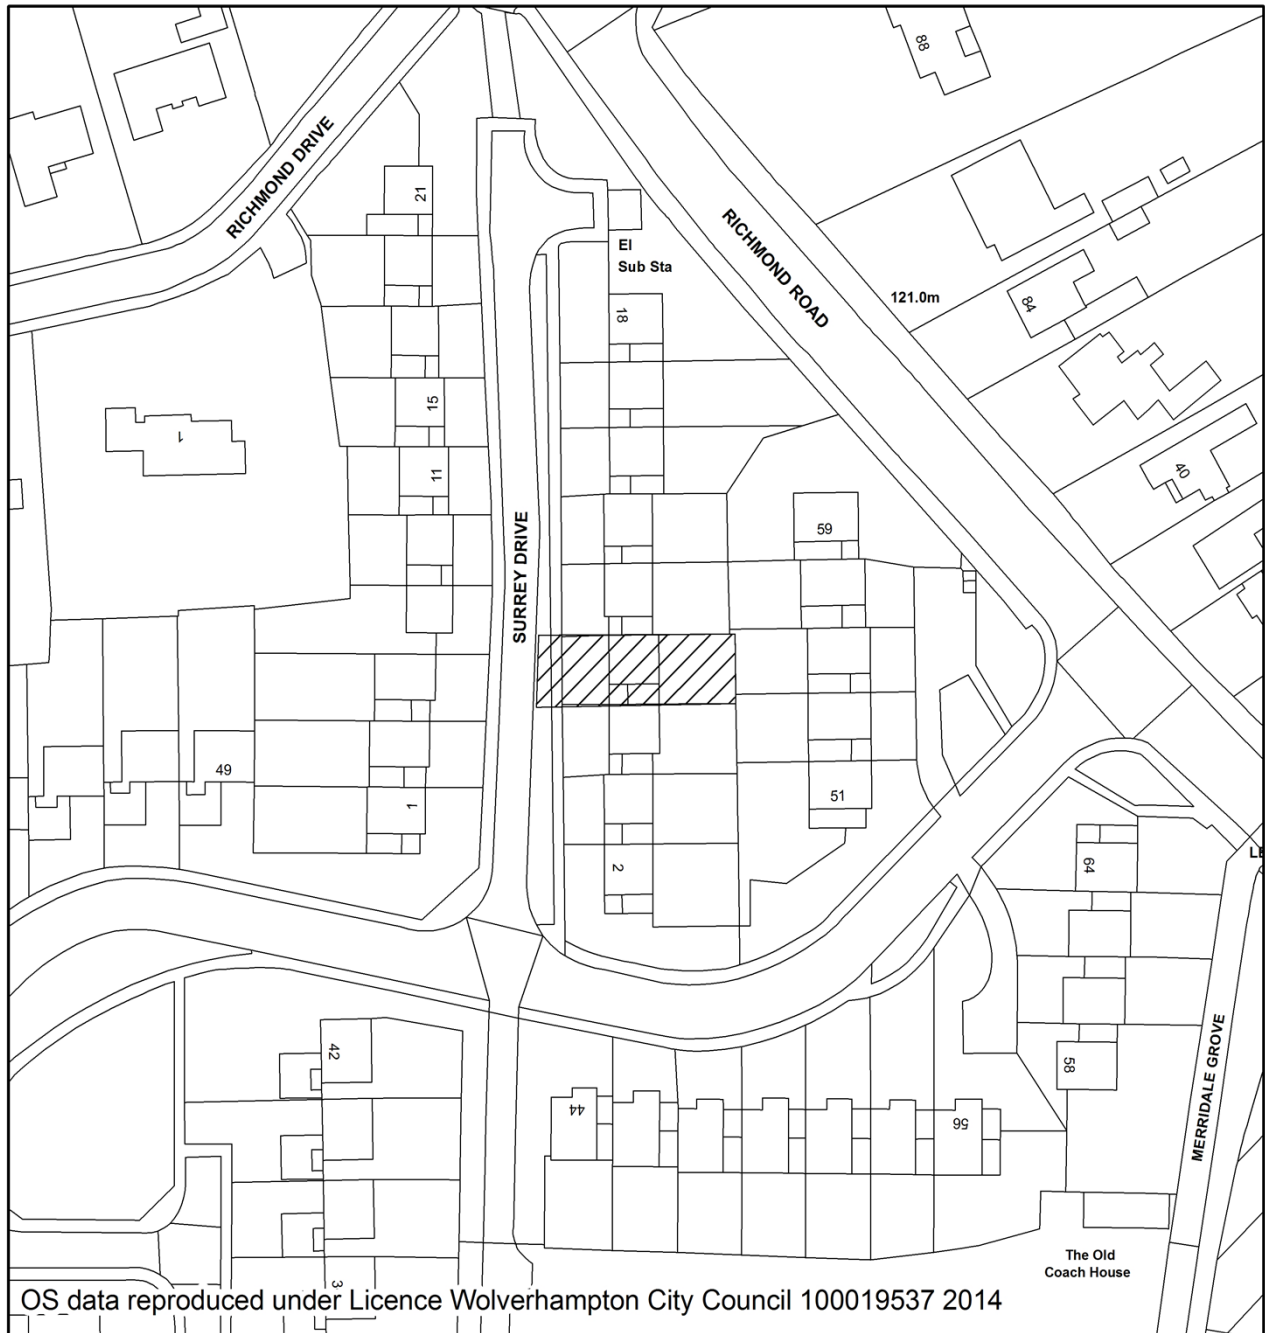 88
RICHMOND DRIVE
21
RICHMOND ROAD
El
Sub Sta
121.0m
84
18
15
1
11
40
59
SURREY DRIVE
49
51
1
2
64
LE
42
58
MERRIDALE GROVE
44
56
The Old
Coach House
3
OS data reproduced under Licence Wolverhampton City Council 100019537 2014